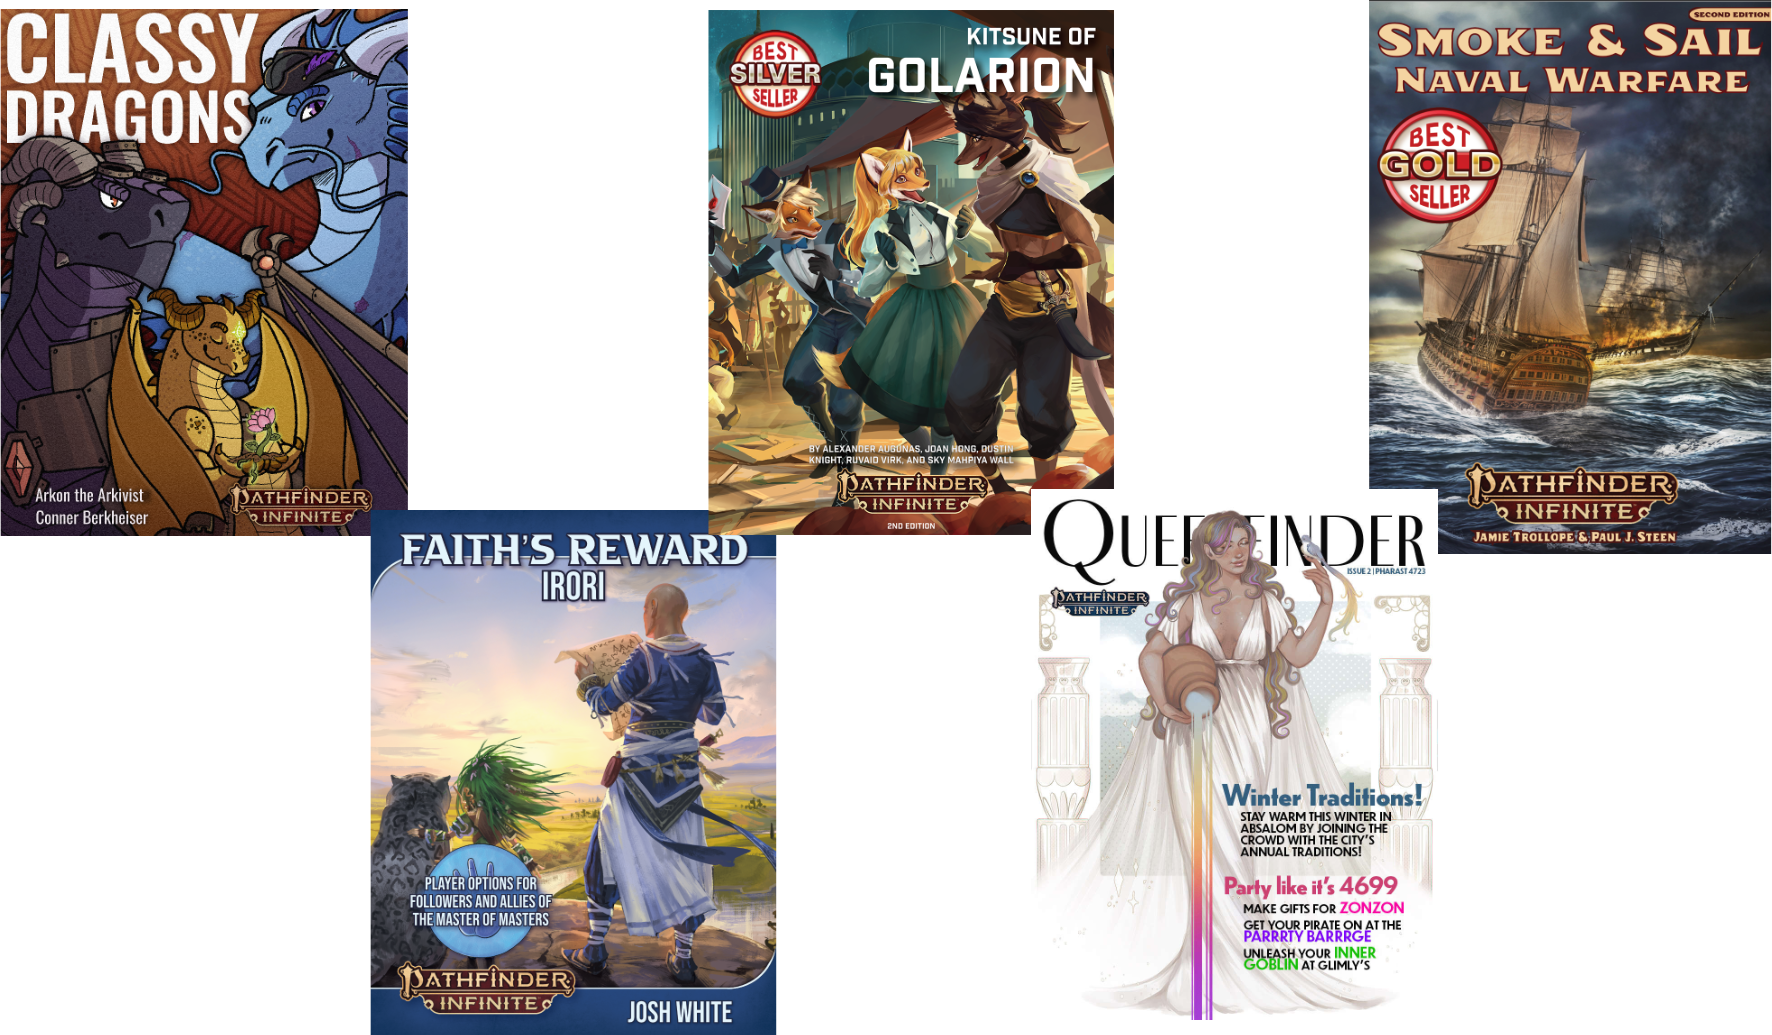 CLASSY
DRAGONS
Arkon the Arkivist
Conner Berkheiser
PATHFINDER
INFINITE
KITSUNE OF
GOLARION
BEST
SILVER
SELLER
BY ALEXANDER AUGUNAS, JOAN HONG, DUSTIN
KNIGHT, RUVAID VIRK, AND SKY MAHPIYA WALL
PATHFINDER
INFINITE
2ND EDITION
SECOND EDITION
SMOKE & SAIL
NAVAL WARFARE
BEST
GOLD
SELLER
PATHFINDER
INFINITE
JAMIE TROLLOPE & PAUL J. STEEN
FAITH'S REWARD
IRORI
PLAYER OPTIONS FOR
FOLLOWERS AND ALLIES OF
THE MASTER OF MASTERS
PATHFINDER
INFINITE
JOSH WHITE
QUEERFINDER
ISSUE 2 | PHARAST 4723
PATHFINDER
INFINITE
Winter Traditions!
STAY WARM THIS WINTER IN
ABSALOM BY JOINING THE
CROWD WITH THE CITY'S
ANNUAL TRADITIONS!
Party like it's 4699
MAKE GIFTS FOR ZONZON
GET YOUR PIRATE ON AT THE
PARRRTY BARRRGE
UNLEASH YOUR INNER
GOBLIN AT GLIMLY'S